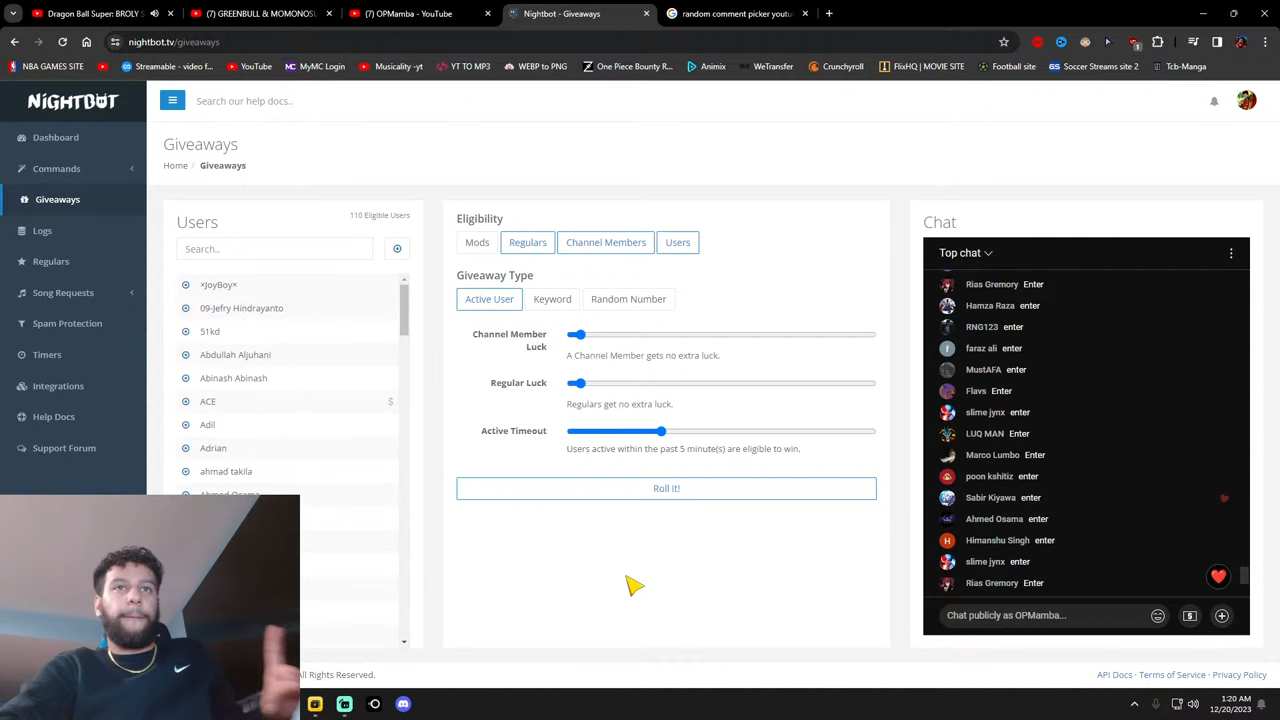 Dragon Ball Super: BROLY S
(7) GREENBULL & MOMONOSU
(7) OPMamba - YouTube
Nightbot - Giveaways
random comment picker youtu
nightbot.tv/giveaways
NBA GAMES SITE
Streamable - video f...
YouTube
MyMC Login
Musicality -yt
YT TO MP3
WEBP to PNG
One Piece Bounty R...
Animix
WeTransfer
Crunchyroll
FlixHQ | MOVIE SITE
Football site
Soccer Streams site 2
Tcb-Manga
NIGHTBOT
Search our help docs..
Dashboard
Commands
Giveaways
Logs
Regulars
Song Requests
Spam Protection
Timers
Integrations
Help Docs
Support Forum
Giveaways
Home / Giveaways
Users
110 Eligible Users
Search..
×JoyBoy×
09-Jefry Hindrayanto
51kd
Abdullah Aljuhani
Abinash Abinash
ACE $
Adil
Adrian
ahmad takila
Eligibility
Mods
Regulars
Channel Members
Users
Giveaway Type
Active User
Keyword
Random Number
Channel Member
Luck
A Channel Member gets no extra luck.
Regular Luck
Regulars get no extra luck.
Active Timeout
Users active within the past 5 minute(s) are eligible to win.
Roll It!
Chat
Top chat
Rias Gremory Enter
Hamza Raza enter
RNG123 enter
faraz ali enter
MustAFA enter
Flavs Enter
slime jynx enter
LUQ MAN Enter
Marco Lumbo Enter
poon kshitiz enter
Sabir Kiyawa enter
Ahmed Osama enter
Himanshu Singh enter
slime jynx enter
Rias Gremory Enter
Chat publicly as OPMamba...
All Rights Reserved.
API Docs · Terms of Service · Privacy Policy
1:20 AM
12/20/2023